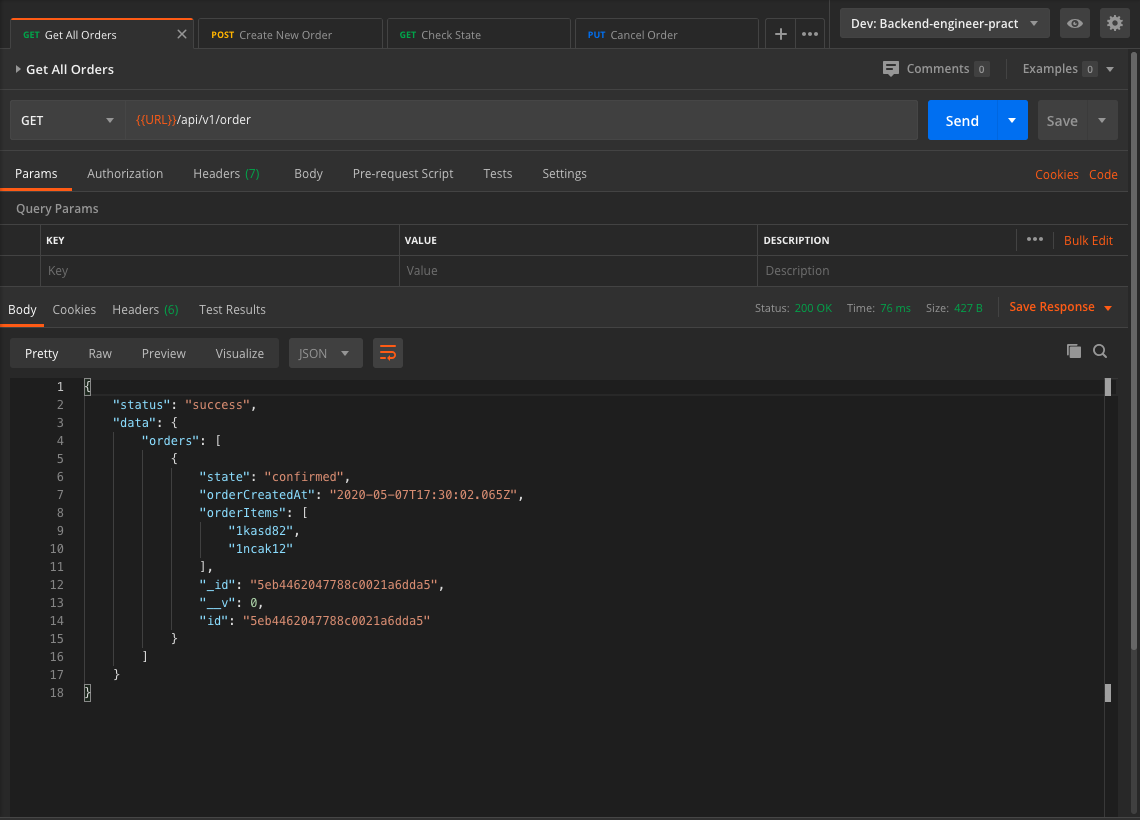 GET Get All Orders POST Create New Order GET Check State PUT Cancel Order Dev: Backend-engineer-pract
Get All Orders Comments 0 Examples 0
GET {{URL}}/api/v1/order Send Save
Params Authorization Headers (7) Body Pre-request Script Tests Settings Cookies Code
Query Params
KEY VALUE DESCRIPTION Bulk Edit
Key Value Description
Body Cookies Headers (6) Test Results Status: 200 OK Time: 76 ms Size: 427 B Save Response
Pretty Raw Preview Visualize JSON
1 {
2 "status": "success",
3 "data": {
4 "orders": [
5 {
6 "state": "confirmed",
7 "orderCreatedAt": "2020-05-07T17:30:02.065Z",
8 "orderItems": [
9 "1kasd82",
10 "1ncak12"
11 ],
12 "_id": "5eb4462047788c0021a6dda5",
13 "__v": 0,
14 "id": "5eb4462047788c0021a6dda5"
15 }
16 ]
17 }
18 }